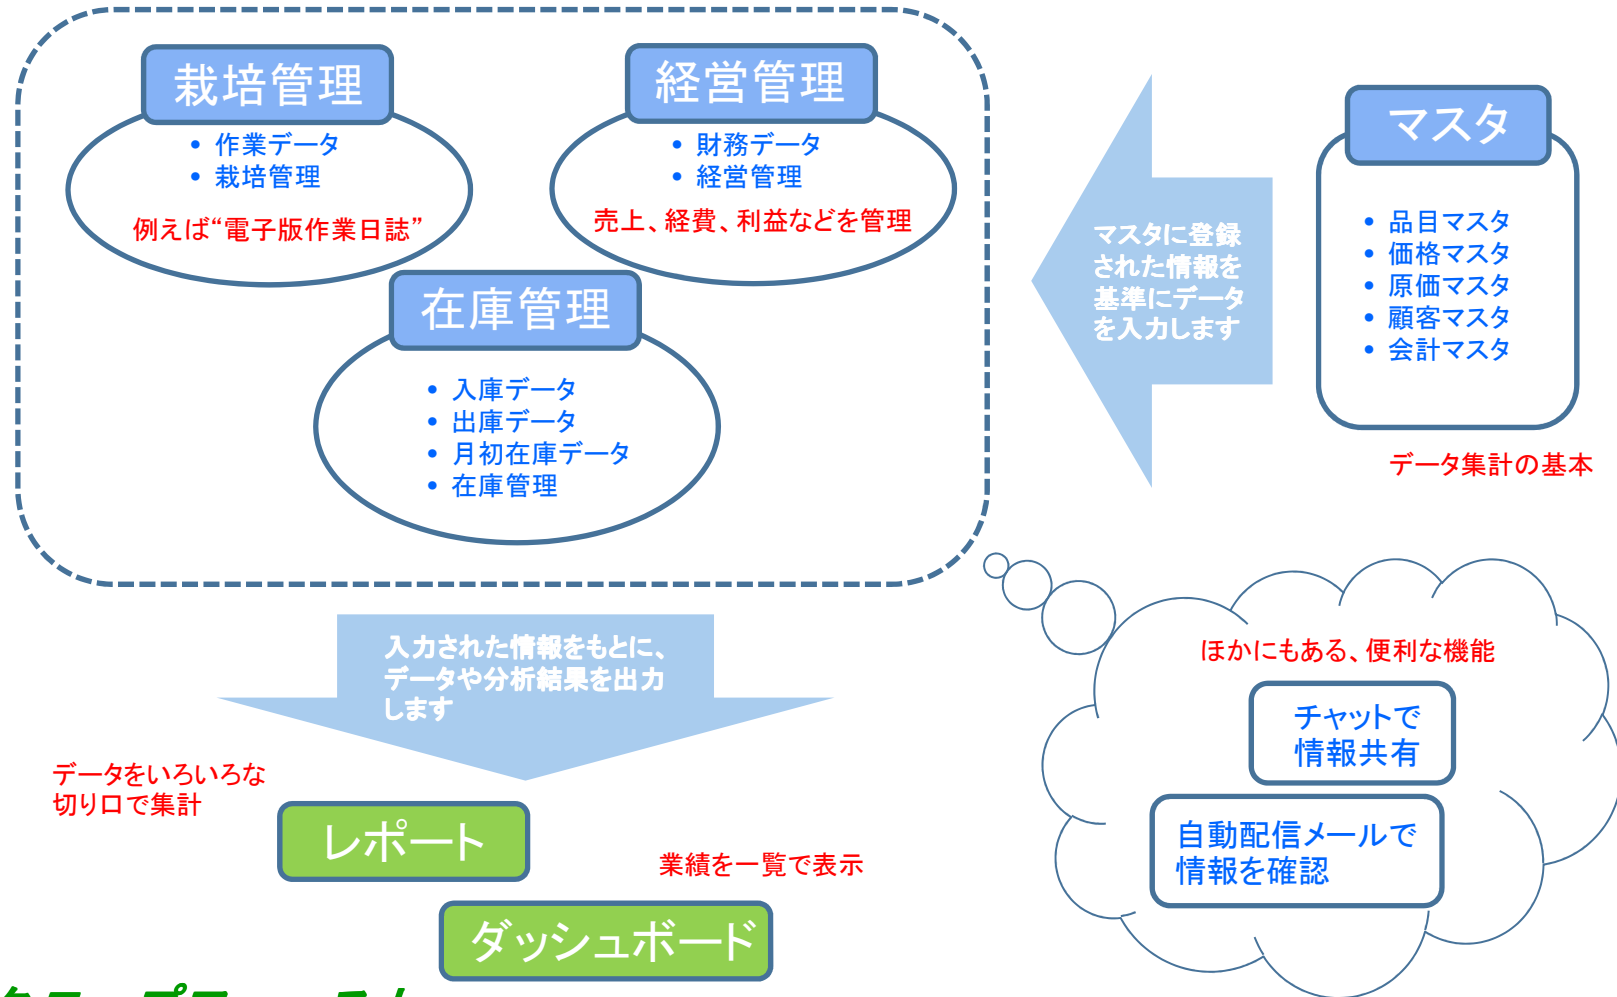 栽培管理
• 作業データ
• 栽培管理
例えば“電子版作業日誌”
経営管理
• 財務データ
• 経営管理
売上、経費、利益などを管理
在庫管理
• 入庫データ
• 出庫データ
• 月初在庫データ
• 在庫管理
マスタに登録
された情報を
基準にデータ
を入力します
マスタ
• 品目マスタ
• 価格マスタ
• 原価マスタ
• 顧客マスタ
• 会計マスタ
データ集計の基本
入力された情報をもとに、
データや分析結果を出力
します
データをいろいろな
切り口で集計
レポート
業績を一覧で表示
ダッシュボード
ほかにもある、便利な機能
チャットで
情報共有
自動配信メールで
情報を確認